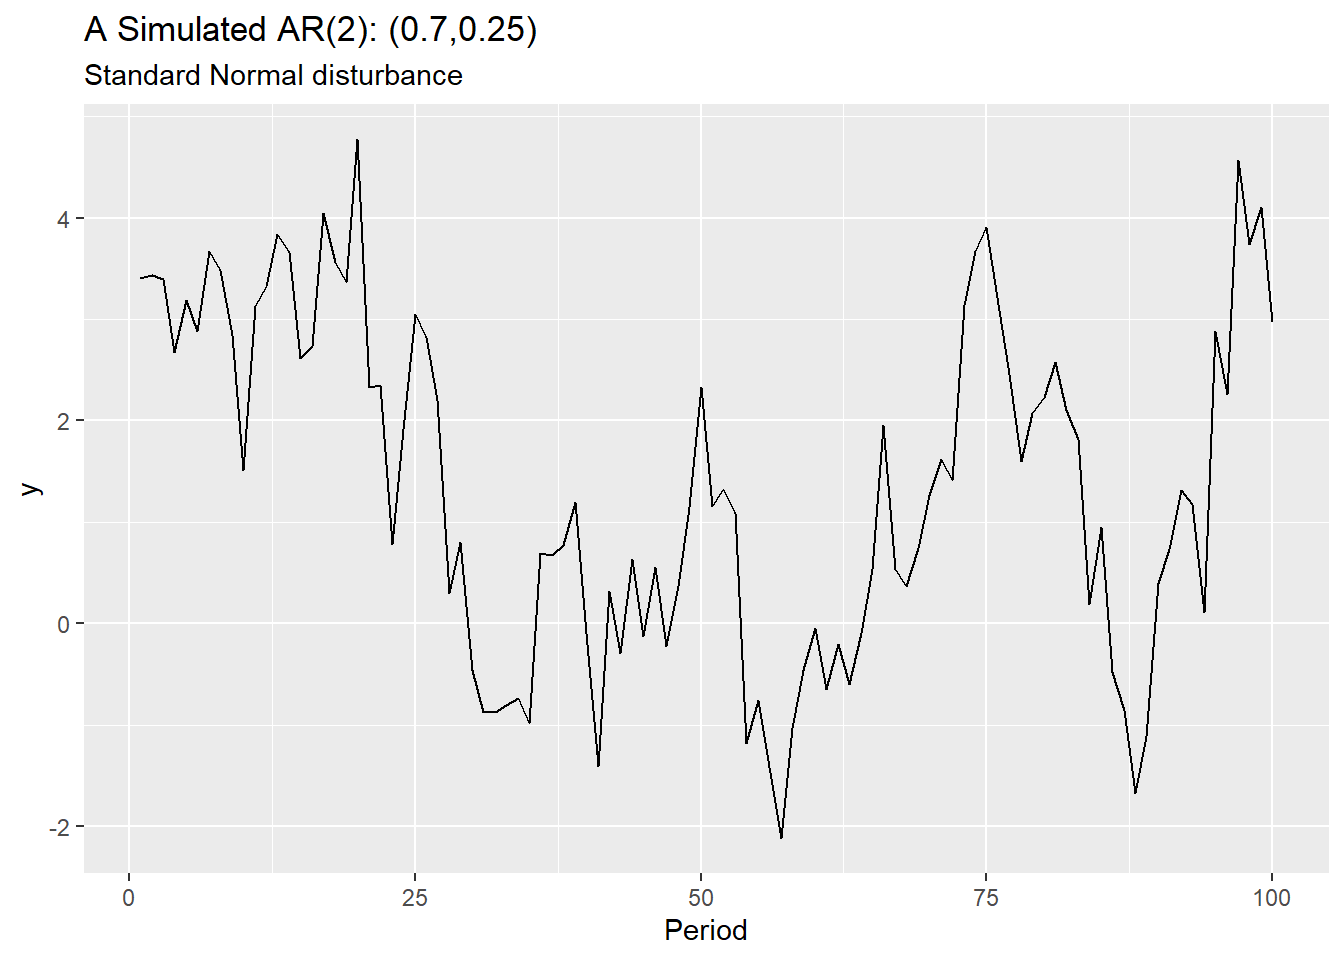 A Simulated AR(2): (0.7,0.25)
Standard Normal disturbance
y
4
2
0
-2
0 25 50 75 100
Period